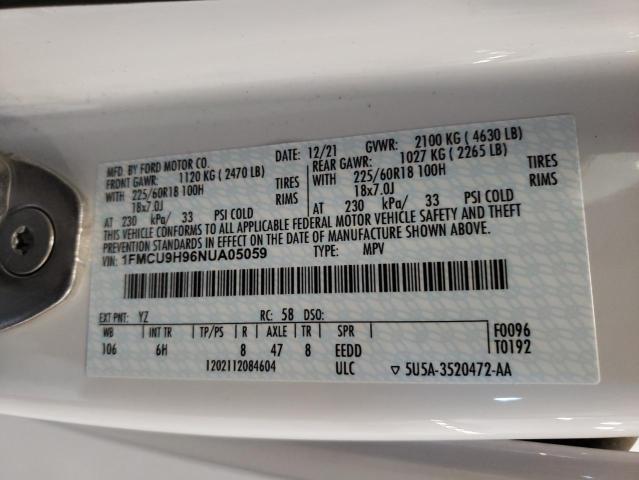 MFD. BY FORD MOTOR CO. DATE: 12/21 GVWR: 2100 KG ( 4630 LB)
FRONT GAWR: 1120 KG ( 2470 LB) REAR GAWR: 1027 KG ( 2265 LB)
WITH 225/60R18 100H TIRES WITH 225/60R18 100H TIRES
18x7.0J RIMS 18x7.0J RIMS
AT 230 kPa/ 33 PSI COLD AT 230 kPa/ 33 PSI COLD
THIS VEHICLE CONFORMS TO ALL APPLICABLE FEDERAL MOTOR VEHICLE SAFETY AND THEFT
PREVENTION STANDARDS IN EFFECT ON THE DATE OF MANUFACTURE SHOWN ABOVE.
VIN: 1FMCU9H96NUA05059 TYPE: MPV
EXT PNT: YZ RC: 58 DSO:
WB INT TR TP/PS R AXLE TR SPR F0096
106 6H 8 47 8 EEDD T0192
1202112084604 ULC ▽ 5U5A-3520472-AA